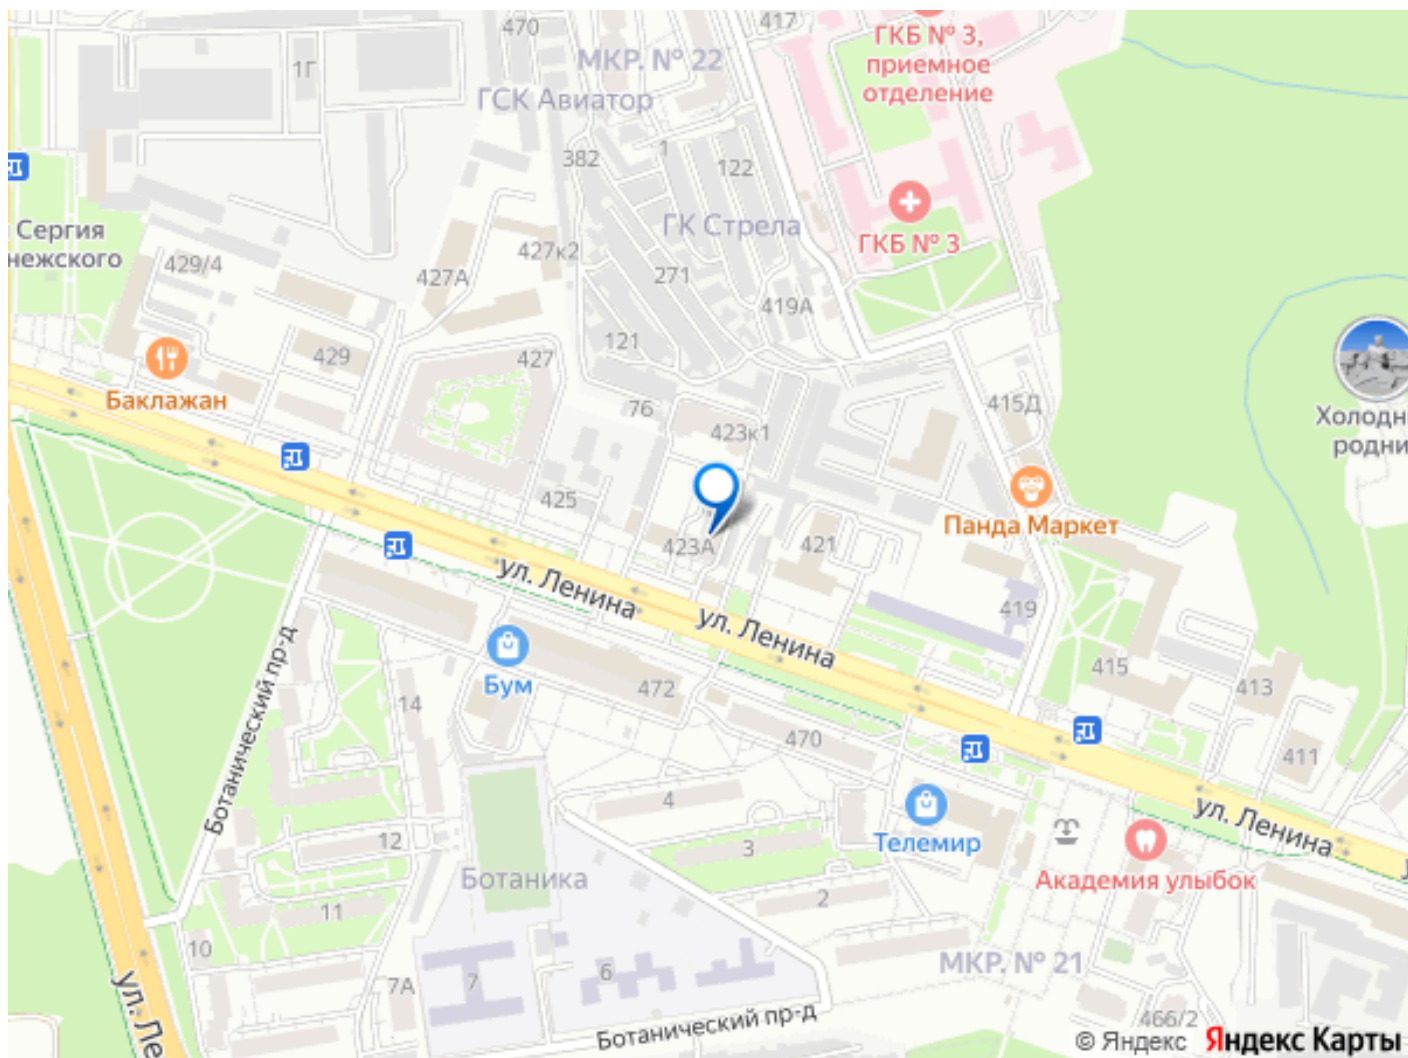 417
470
ГКБ № 3,
приемное
отделение
МКР. № 22
1Г
ГСК Авиатор
382
1
122
ГК Стрела
ГКБ № 3
Сергия
нежского
429/4
427А
427к2
271
419А
121
429
427
Баклажан
76
423к1
415Д
Холодн
родни
425
Панда Маркет
423А
421
ул. Ленина
ул. Ленина
419
Ботанический пр-д
Бум
472
14
415
413
470
411
4
ул. Ленина
Телемир
12
3
Академия улыбок
Ботаника
11
2
10
МКР. № 21
6
7
7А
ул. Ле
Ботанический пр-д
466/2
© Яндекс Яндекс Карты